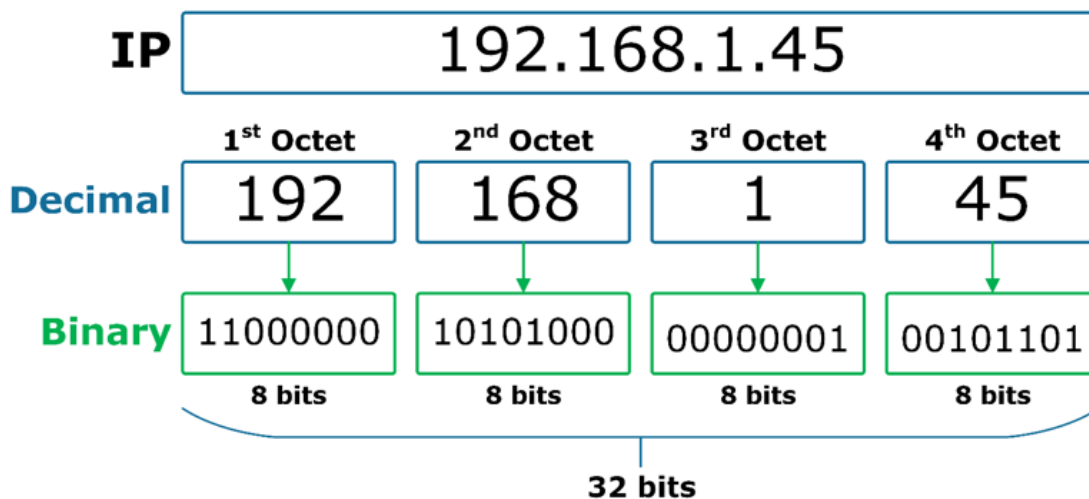 IP 192.168.1.45
1st Octet 2nd Octet 3rd Octet 4th Octet
Decimal 192 168 1 45
Binary 11000000 10101000 00000001 00101101
8 bits 8 bits 8 bits 8 bits
32 bits